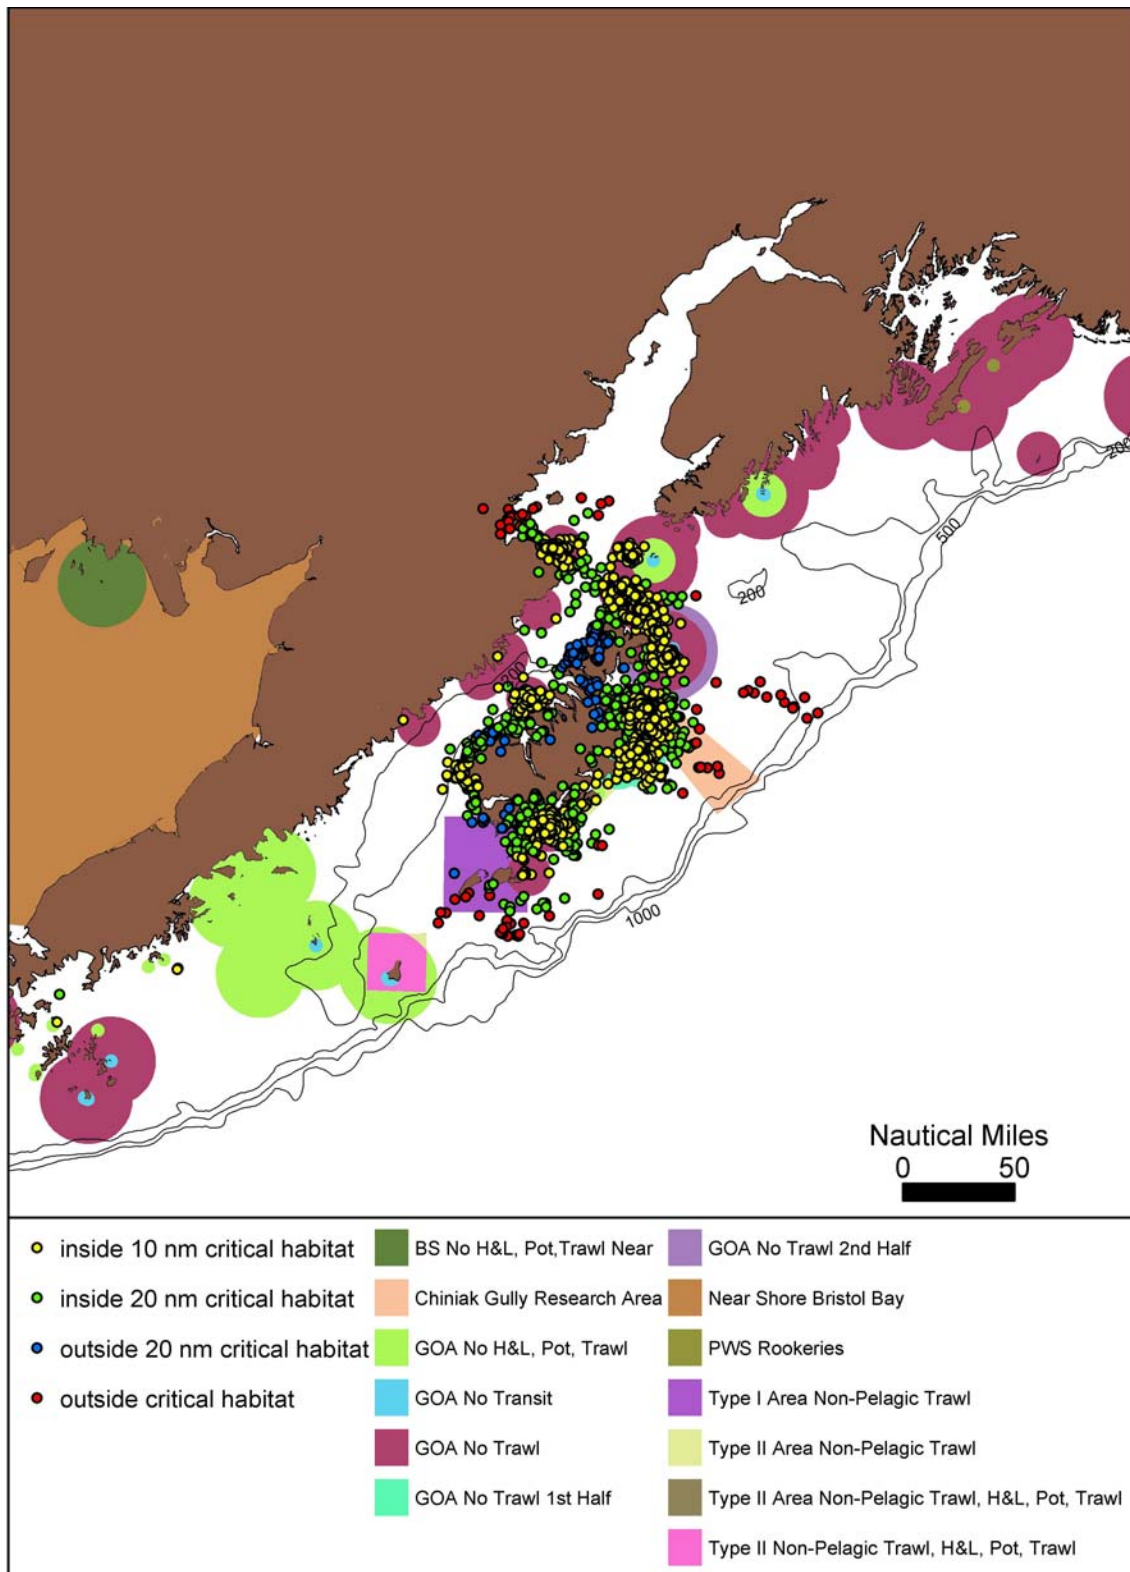 200
500
200
200
1000
Nautical Miles
0 50
inside 10 nm critical habitat
inside 20 nm critical habitat
outside 20 nm critical habitat
outside critical habitat
BS No H&L, Pot,Trawl Near
Chiniak Gully Research Area
GOA No H&L, Pot, Trawl
GOA No Transit
GOA No Trawl
GOA No Trawl 1st Half
GOA No Trawl 2nd Half
Near Shore Bristol Bay
PWS Rookeries
Type I Area Non-Pelagic Trawl
Type II Area Non-Pelagic Trawl
Type II Area Non-Pelagic Trawl, H&L, Pot, Trawl
Type II Non-Pelagic Trawl, H&L, Pot, Trawl